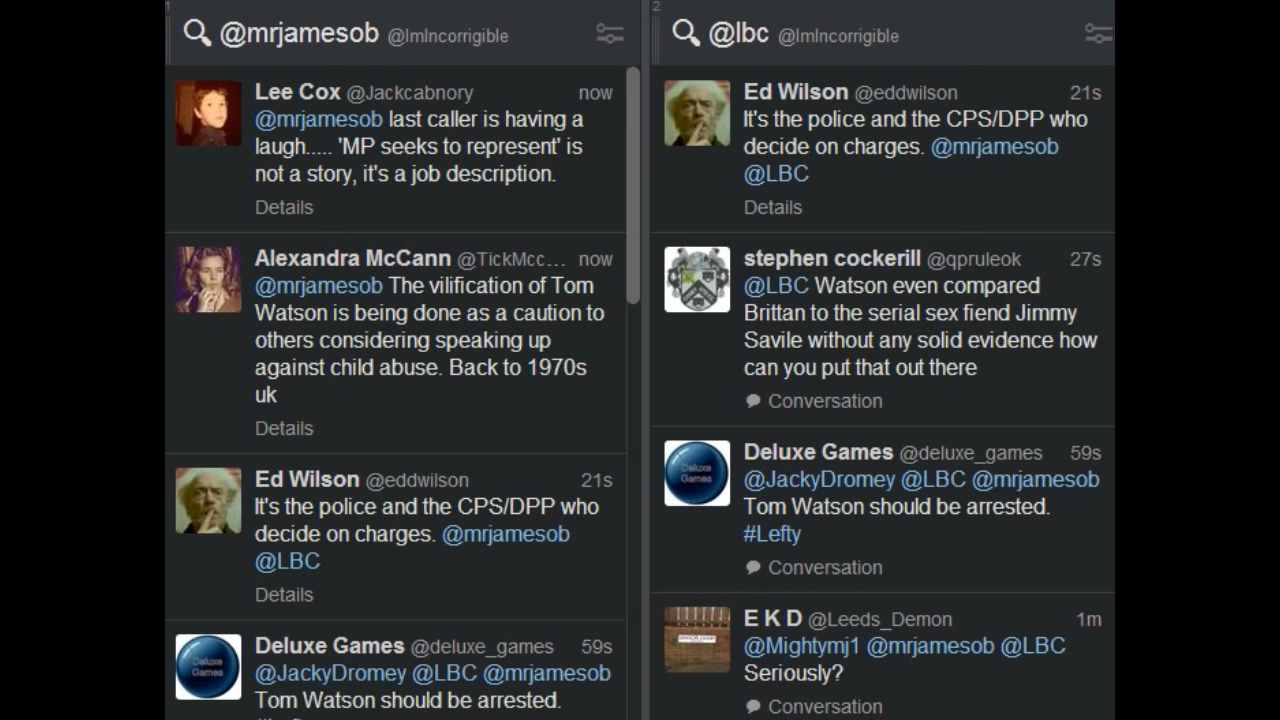 1
@mrjamesob @ImIncorrigible
Lee Cox @Jackcabnory now
@mrjamesob last caller is having a
laugh..... 'MP seeks to represent' is
not a story, it's a job description.
Details
Alexandra McCann @TickMcc... now
@mrjamesob The vilification of Tom
Watson is being done as a caution to
others considering speaking up
against child abuse. Back to 1970s
uk
Details
Ed Wilson @eddwilson 21s
It's the police and the CPS/DPP who
decide on charges. @mrjamesob
@LBC
Details
Deluxe Games
Deluxe Games @deluxe_games 59s
@JackyDromey @LBC @mrjamesob
Tom Watson should be arrested.
2
@lbc @ImIncorrigible
Ed Wilson @eddwilson 21s
It's the police and the CPS/DPP who
decide on charges. @mrjamesob
@LBC
Details
stephen cockerill @qpruleok 27s
@LBC Watson even compared
Brittan to the serial sex fiend Jimmy
Savile without any solid evidence how
can you put that out there
Conversation
Deluxe Games
Deluxe Games @deluxe_games 59s
@JackyDromey @LBC @mrjamesob
Tom Watson should be arrested.
#Lefty
Conversation
E K D @Leeds_Demon 1m
@Mightymj1 @mrjamesob @LBC
Seriously?
Conversation